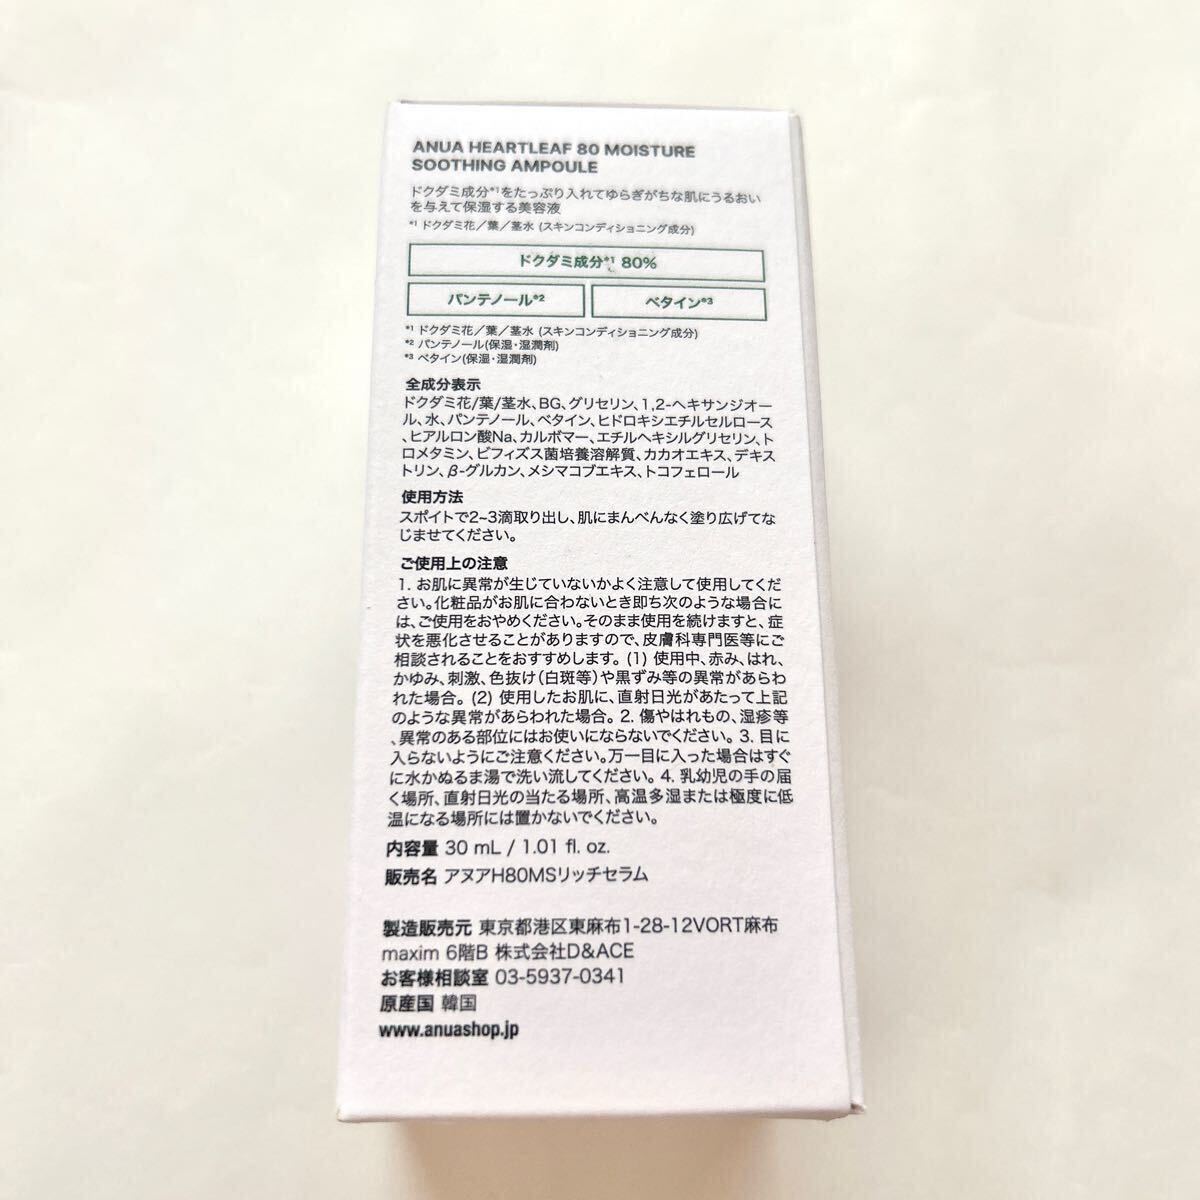 ANUA HEARTLEAF 80 MOISTURE
SOOTHING AMPOULE
ドクダミ成分*1をたっぷり入れてゆらぎがちな肌にうるおい
を与えて保湿する美容液
*1 ドクダミ花／葉／茎水 (スキンコンディショニング成分)
ドクダミ成分*1 80%
パンテノール*2
ベタイン*3
*1 ドクダミ花／葉／茎水 (スキンコンディショニング成分)
*2 パンテノール(保湿・湿潤剤)
*3 ベタイン(保湿・湿潤剤)
全成分表示
ドクダミ花/葉/茎水、BG、グリセリン、1,2-ヘキサンジオー
ル、水、パンテノール、ベタイン、ヒドロキシエチルセルロース
、ヒアルロン酸Na、カルボマー、エチルヘキシルグリセリン、ト
ロメタミン、ビフィズス菌培養溶解質、カカオエキス、デキス
トリン、β-グルカン、メシマコブエキス、トコフェロール
使用方法
スポイトで2~3滴取り出し、肌にまんべんなく塗り広げてな
じませてください。
ご使用上の注意
1. お肌に異常が生じていないかよく注意して使用してくだ
さい。化粧品がお肌に合わないとき即ち次のような場合に
は、ご使用をおやめください。そのまま使用を続けますと、症
状を悪化させることがありますので、皮膚科専門医等にご
相談されることをおすすめします。(1) 使用中、赤み、はれ、
かゆみ、刺激、色抜け(白斑等)や黒ずみ等の異常があらわ
れた場合。(2) 使用したお肌に、直射日光があたって上記
のような異常があらわれた場合。2. 傷やはれもの、湿疹等
、異常のある部位にはお使いにならないでください。3. 目に
入らないようにご注意ください。万一目に入った場合はすぐ
に水かぬるま湯で洗い流してください。4. 乳幼児の手の届
く場所、直射日光の当たる場所、高温多湿または極度に低
温になる場所には置かないでください。
内容量 30 mL / 1.01 fl. oz.
販売名 アヌアH80MSリッチセラム
製造販売元 東京都港区東麻布1-28-12VORT麻布
maxim 6階B 株式会社D&ACE
お客様相談室 03-5937-0341
原産国 韓国
www.anuashop.jp